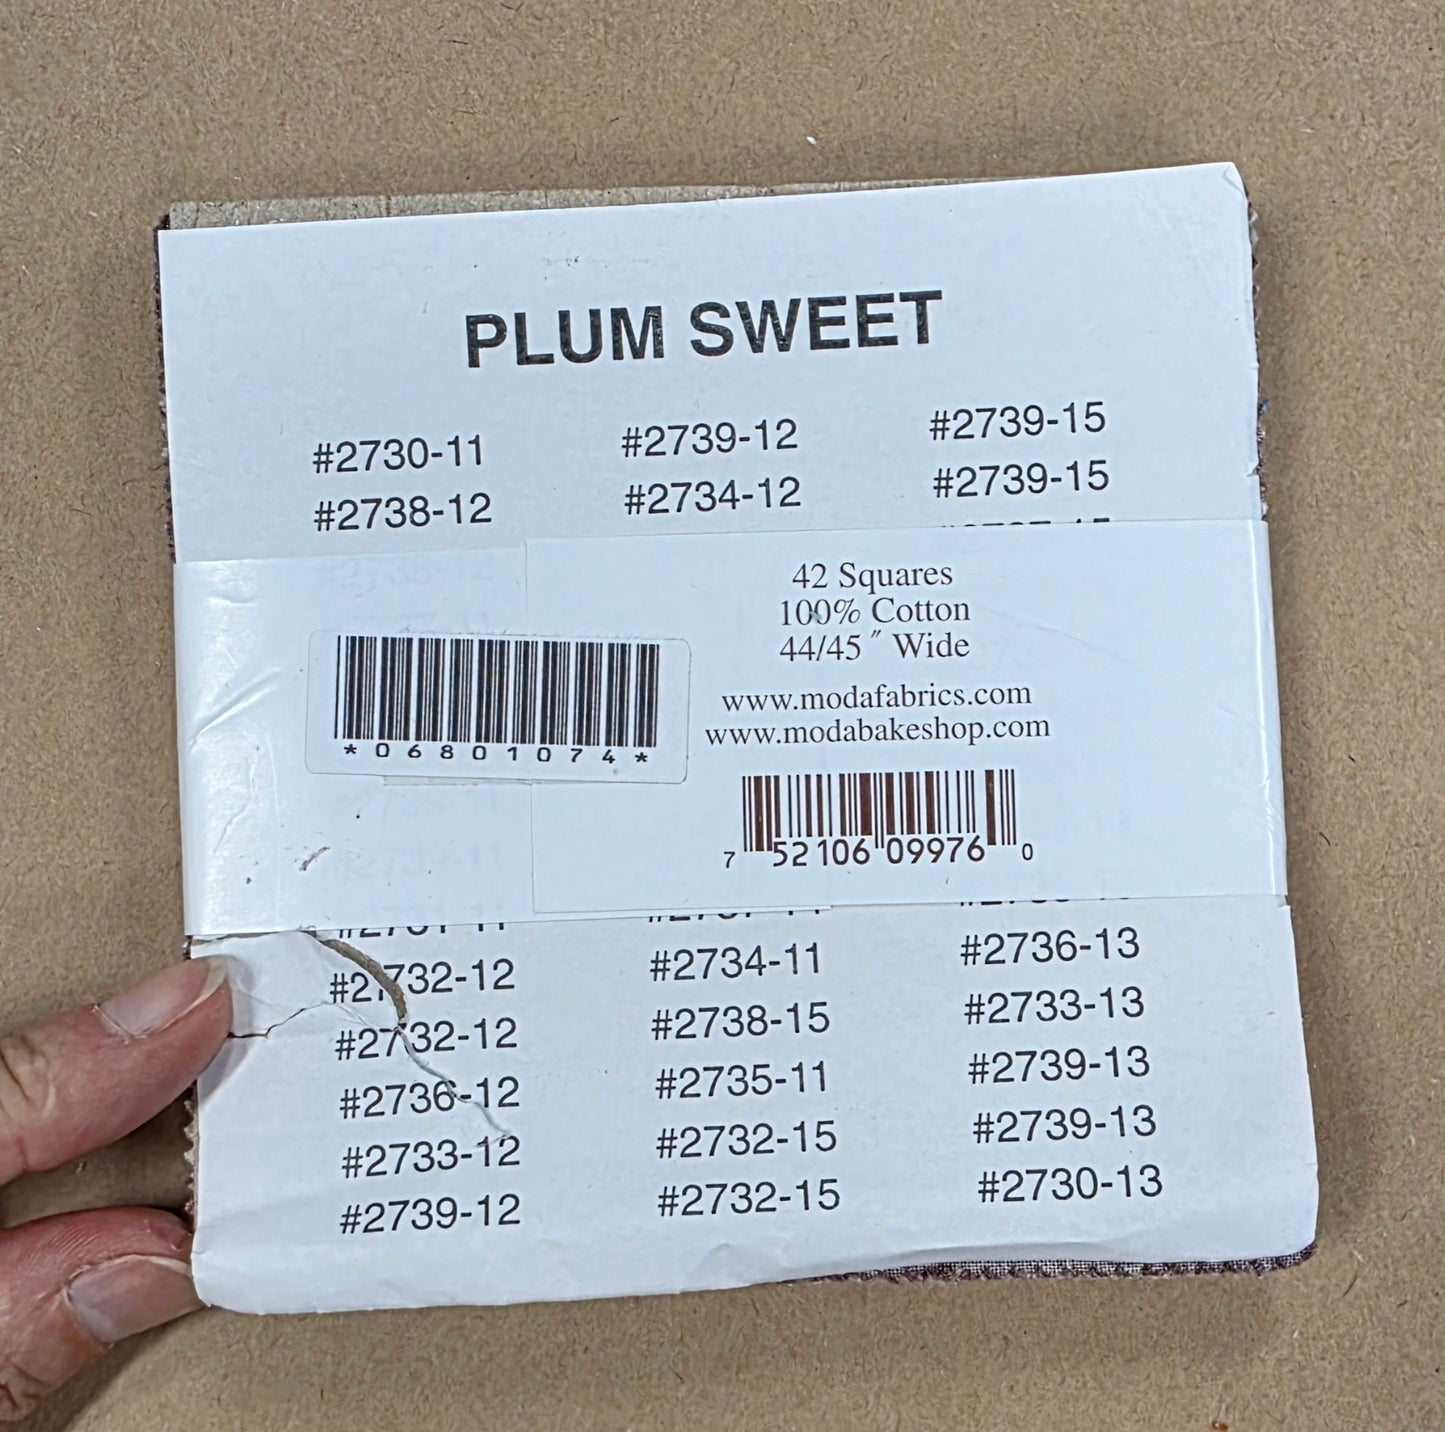 PLUM SWEET
#2730-11 #2739-12 #2739-15
#2738-12 #2734-12 #2739-15
42 Squares
100% Cotton
44/45" Wide
www.modafabrics.com
www.modabakeshop.com
*06801074*
7 52106 09976 0
#2732-12 #2734-11 #2736-13
#2732-12 #2738-15 #2733-13
#2736-12 #2735-11 #2739-13
#2733-12 #2732-15 #2739-13
#2739-12 #2732-15 #2730-13